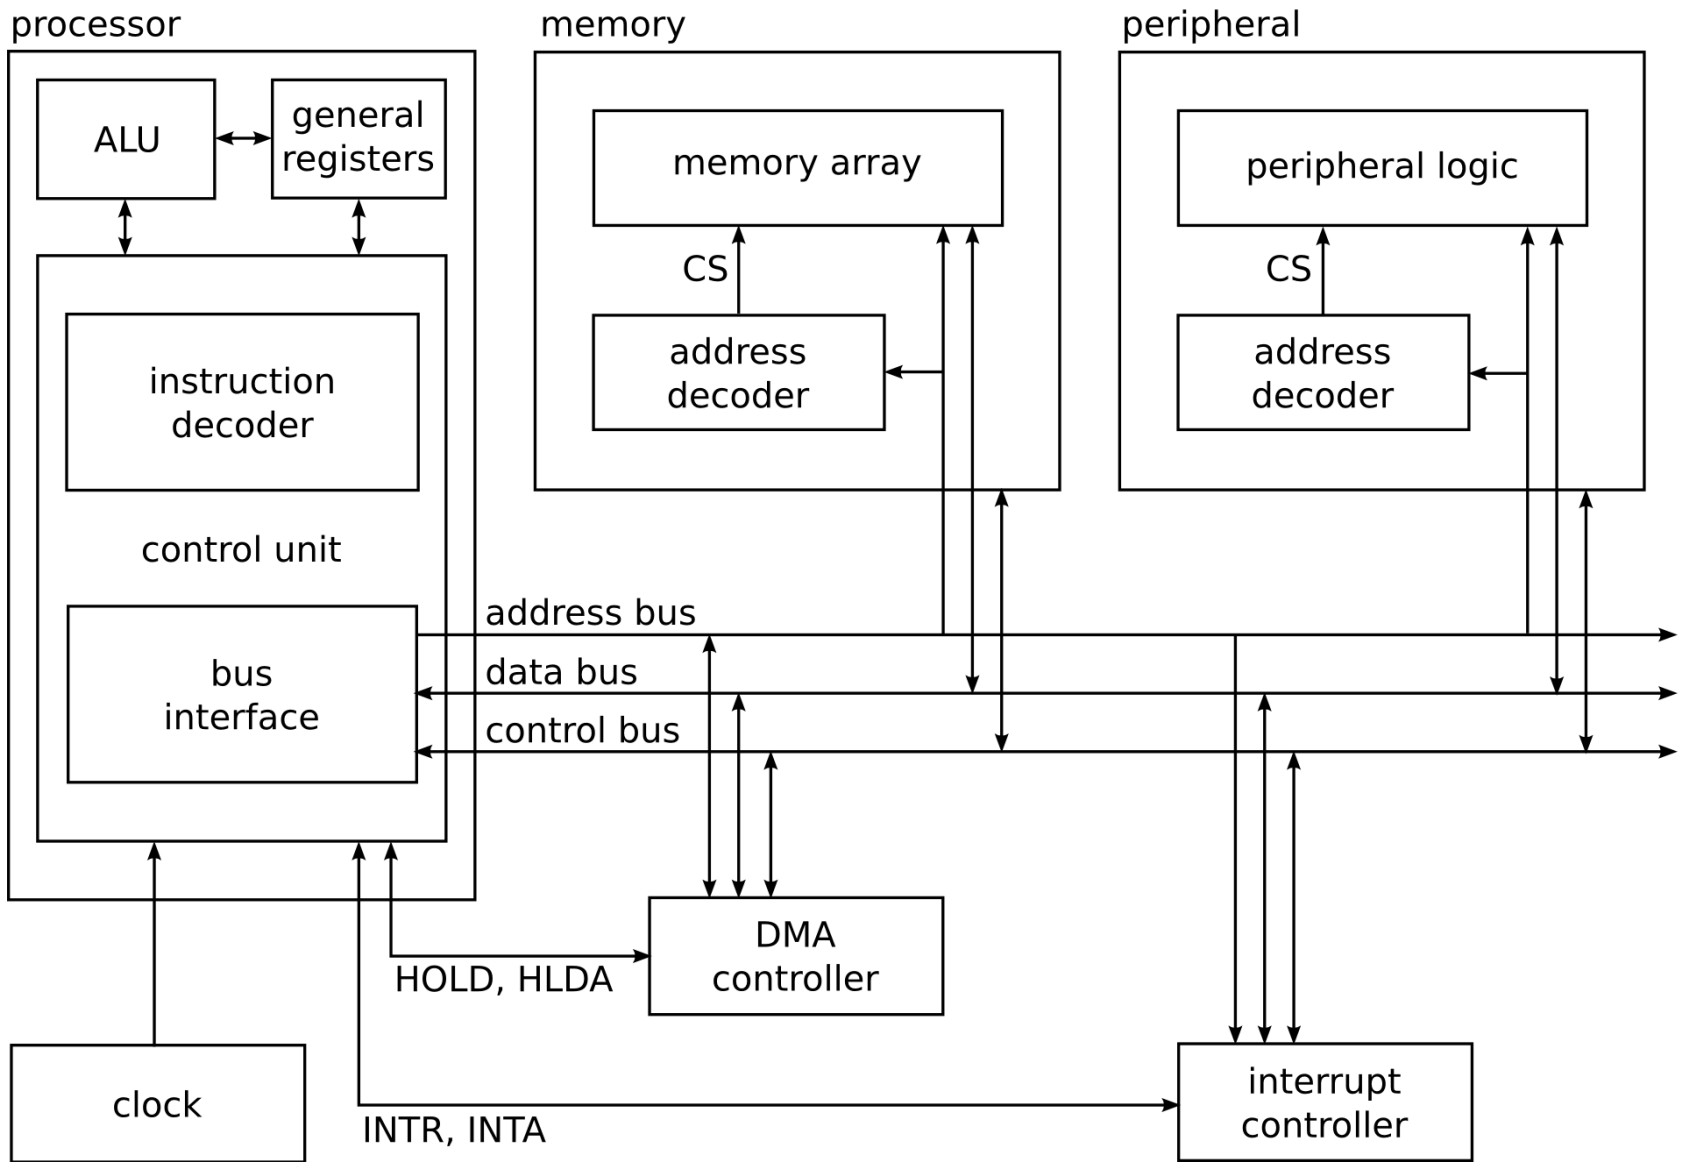 processor
memory
peripheral
ALU
general
registers
memory array
peripheral logic
CS
CS
address
decoder
address
decoder
instruction
decoder
control unit
address bus
bus
interface
data bus
control bus
DMA
controller
HOLD, HLDA
clock
INTR, INTA
interrupt
controller